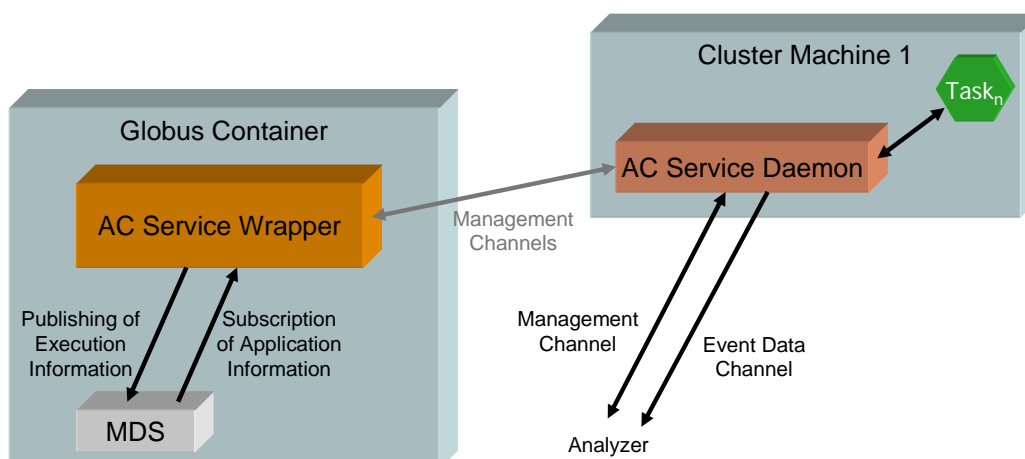 Cluster Machine 1
Task n
Globus Container
AC Service Daemon
AC Service Wrapper
Management
Channels
Publishing of
Execution
Information
Subscription
of Application
Information
Management
Channel
Event Data
Channel
MDS
Analyzer